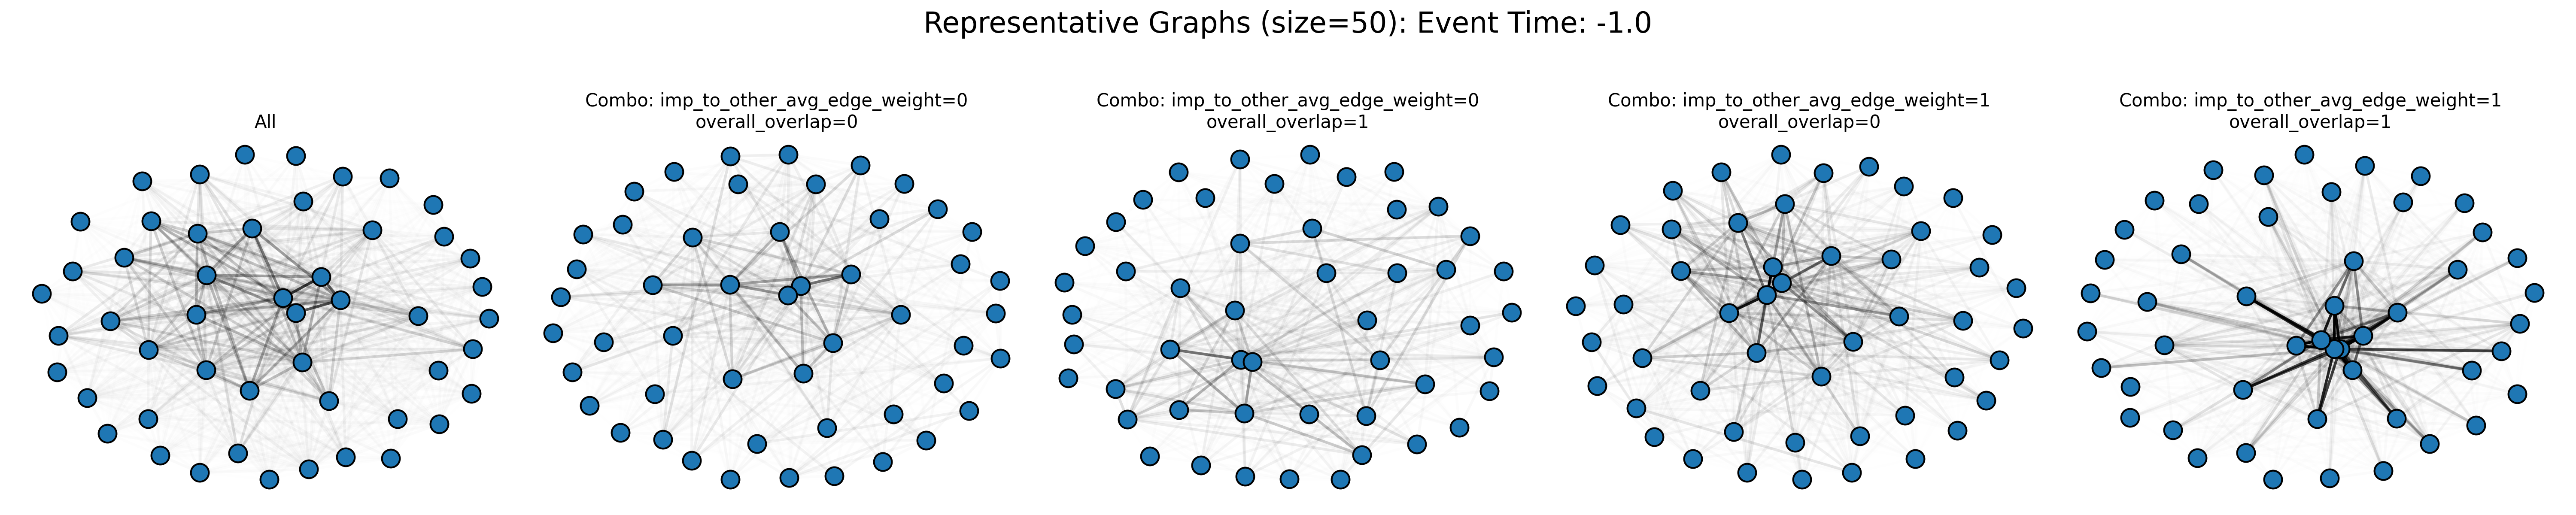 Representative Graphs (size=50): Event Time: -1.0
All
Combo: imp_to_other_avg_edge_weight=0
overall_overlap=0
Combo: imp_to_other_avg_edge_weight=0
overall_overlap=1
Combo: imp_to_other_avg_edge_weight=1
overall_overlap=0
Combo: imp_to_other_avg_edge_weight=1
overall_overlap=1